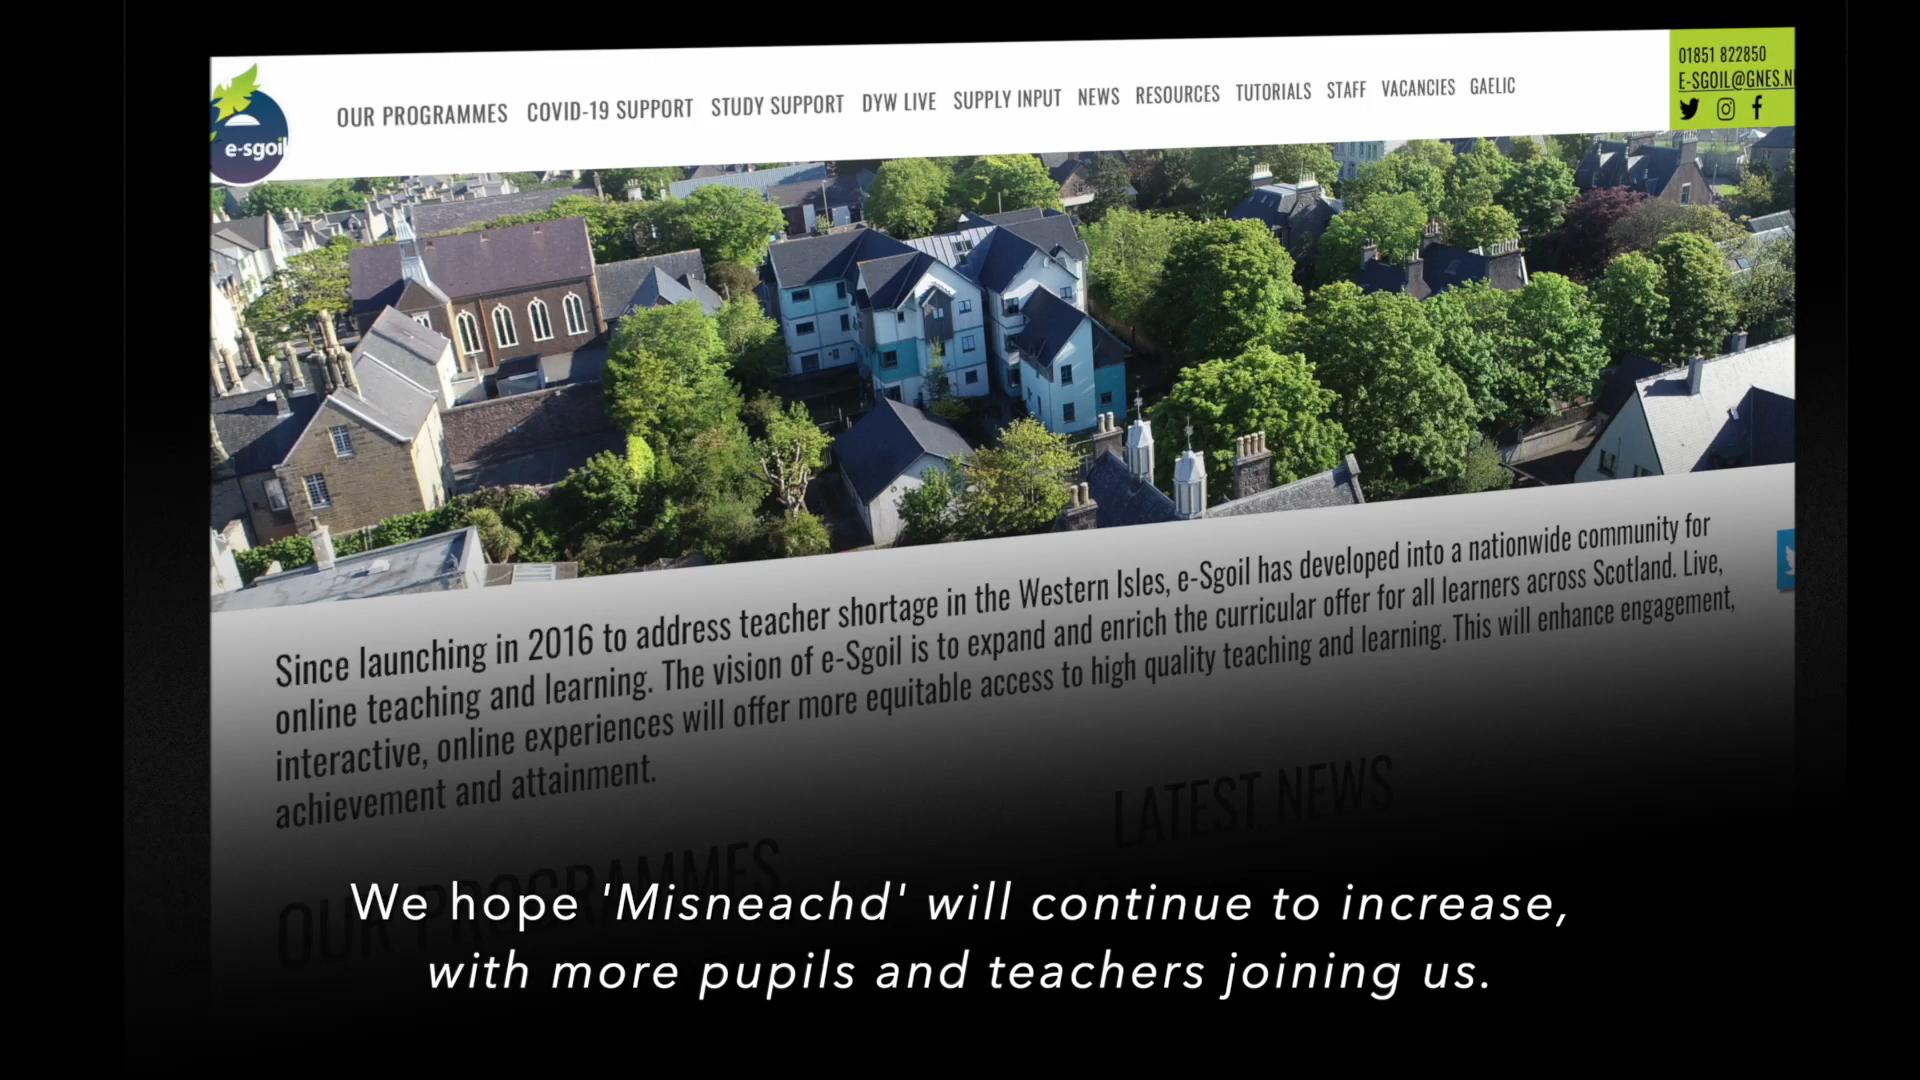 e-sgoil
OUR PROGRAMMES COVID-19 SUPPORT STUDY SUPPORT DYW LIVE SUPPLY INPUT NEWS RESOURCES TUTORIALS STAFF VACANCIES GAELIC
01851 822850
E-SGOIL@GNES.N
Since launching in 2016 to address teacher shortage in the Western Isles, e-Sgoil has developed into a nationwide community for
online teaching and learning. The vision of e-Sgoil is to expand and enrich the curricular offer for all learners across Scotland. Live,
interactive, online experiences will offer more equitable access to high quality teaching and learning. This will enhance engagement,
achievement and attainment.
OUR PROGRAMMES
LATEST NEWS
We hope 'Misneachd' will continue to increase,
with more pupils and teachers joining us.